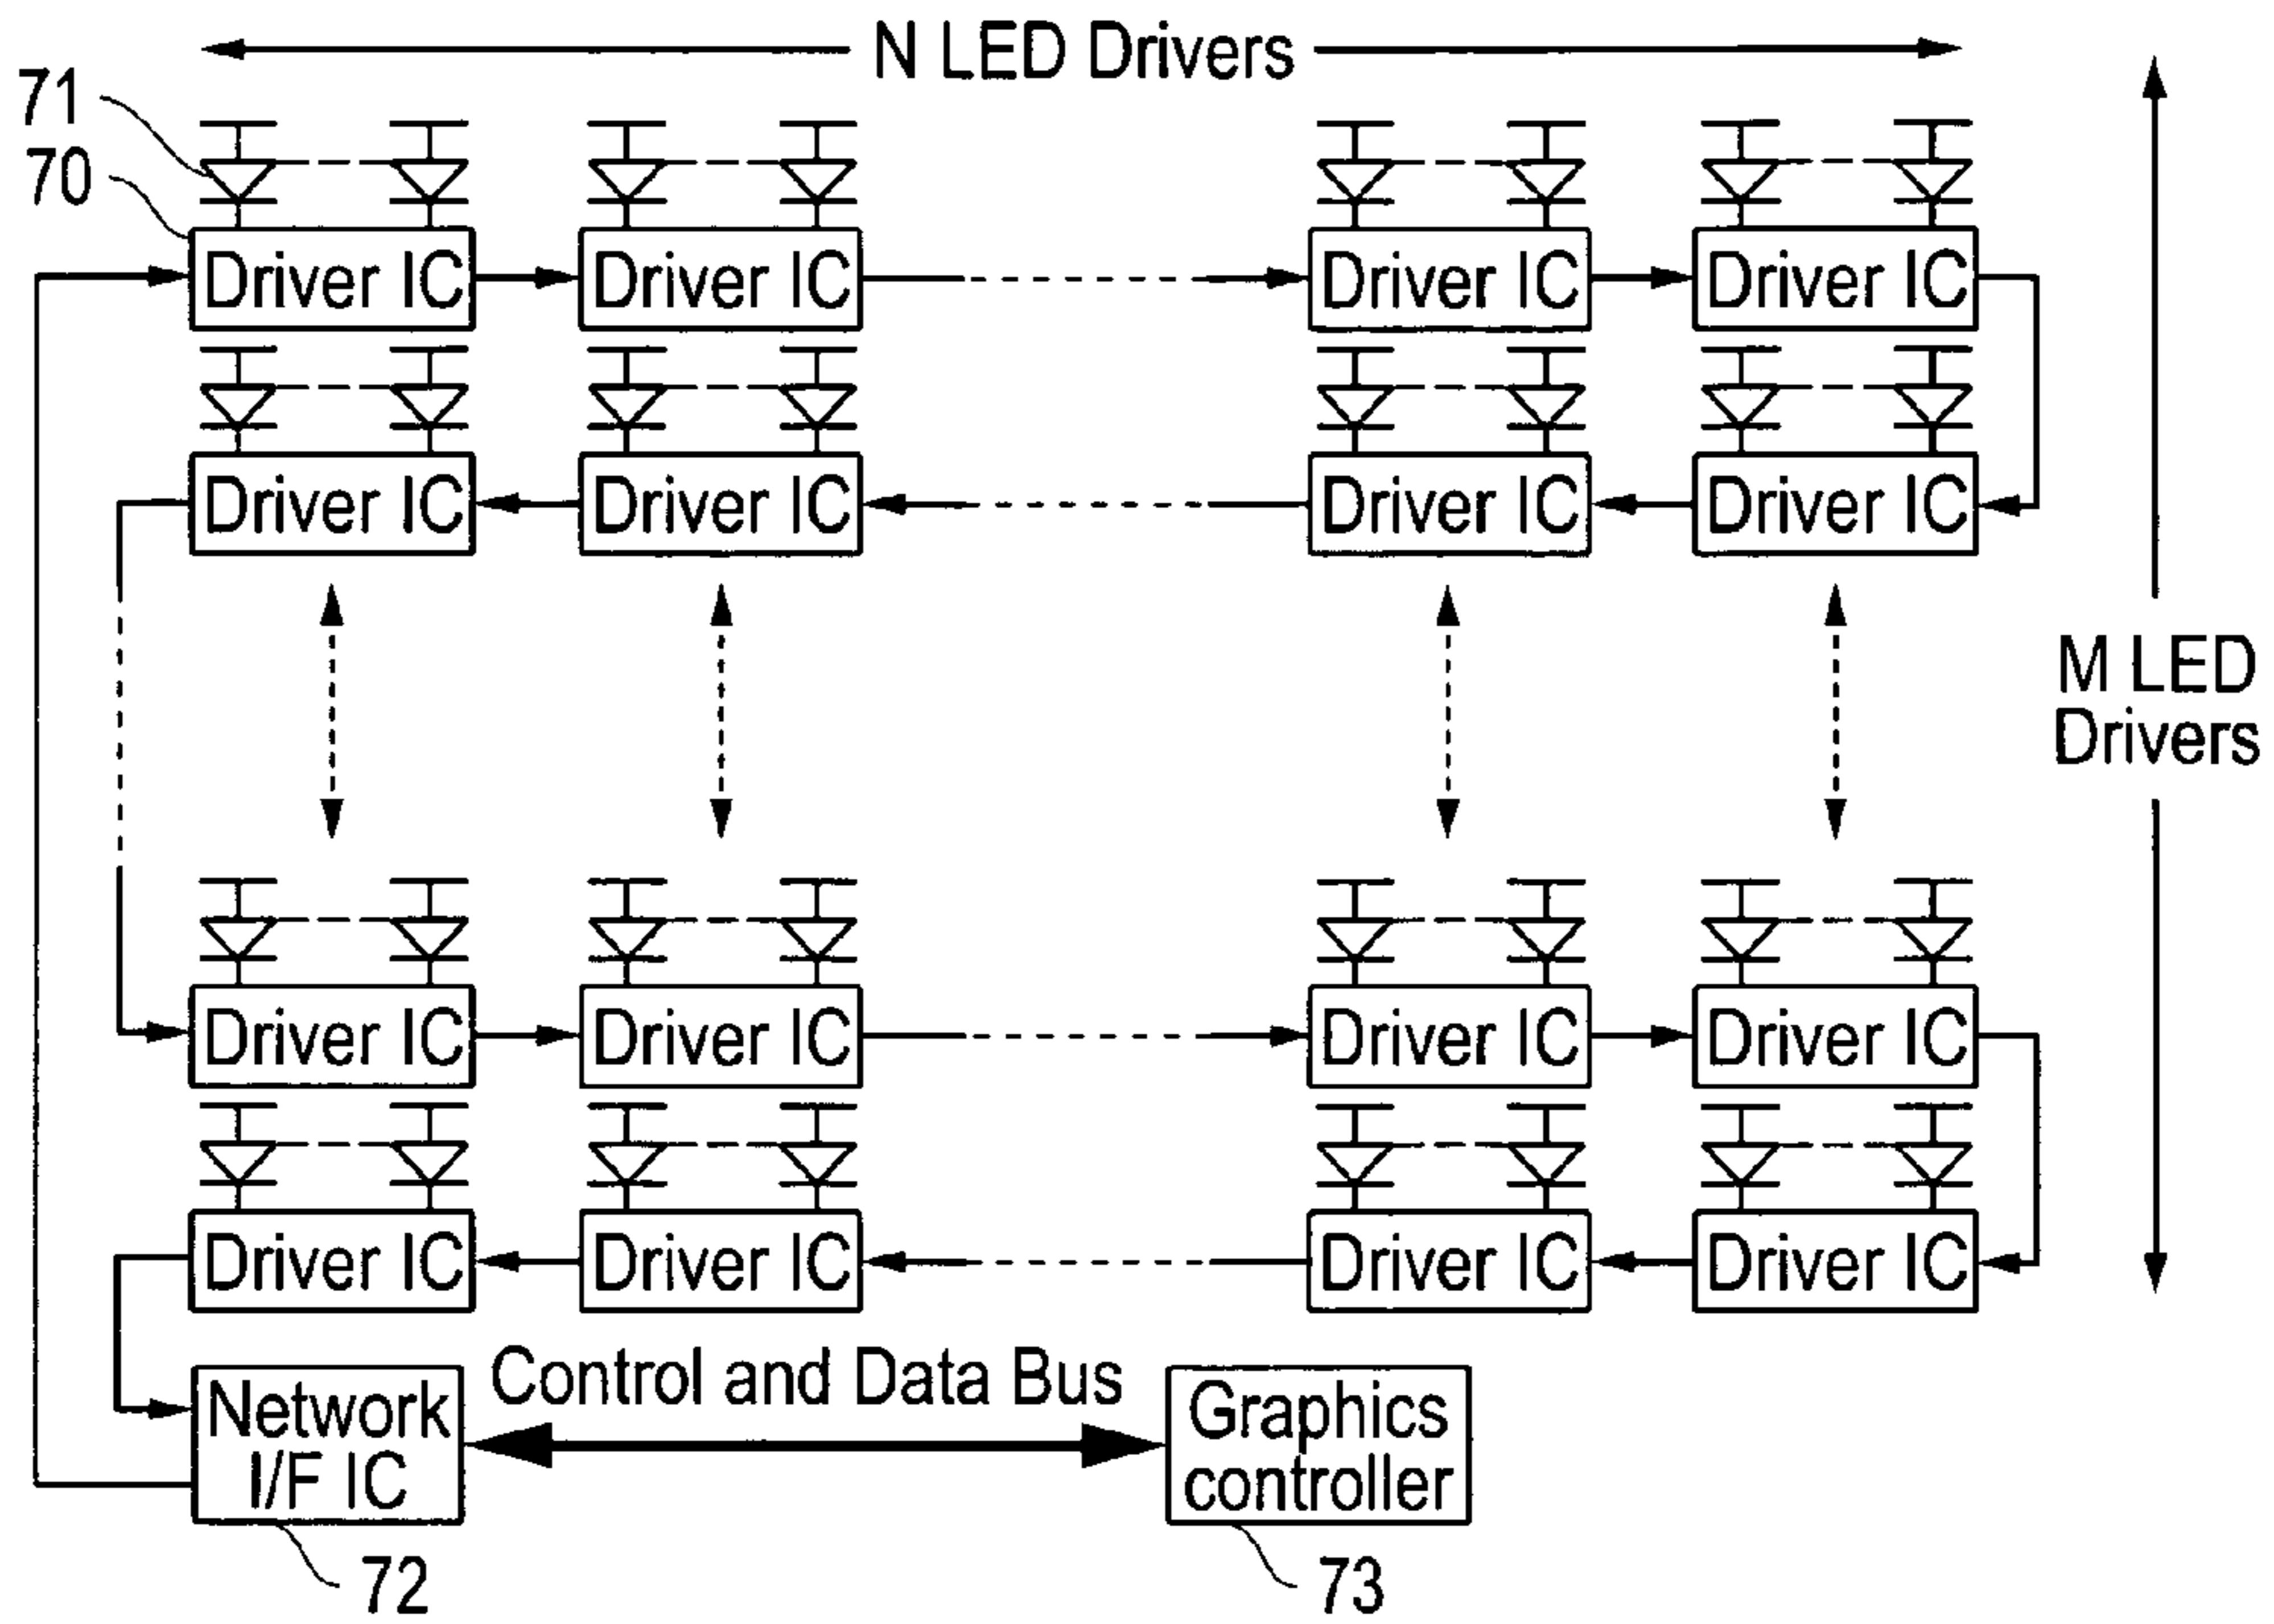 N LED Drivers
71
70
Driver IC Driver IC Driver IC Driver IC
Driver IC Driver IC Driver IC Driver IC
M LED
Drivers
Driver IC Driver IC Driver IC Driver IC
Driver IC Driver IC Driver IC Driver IC
Control and Data Bus
Network
I/F IC
Graphics
controller
72
73